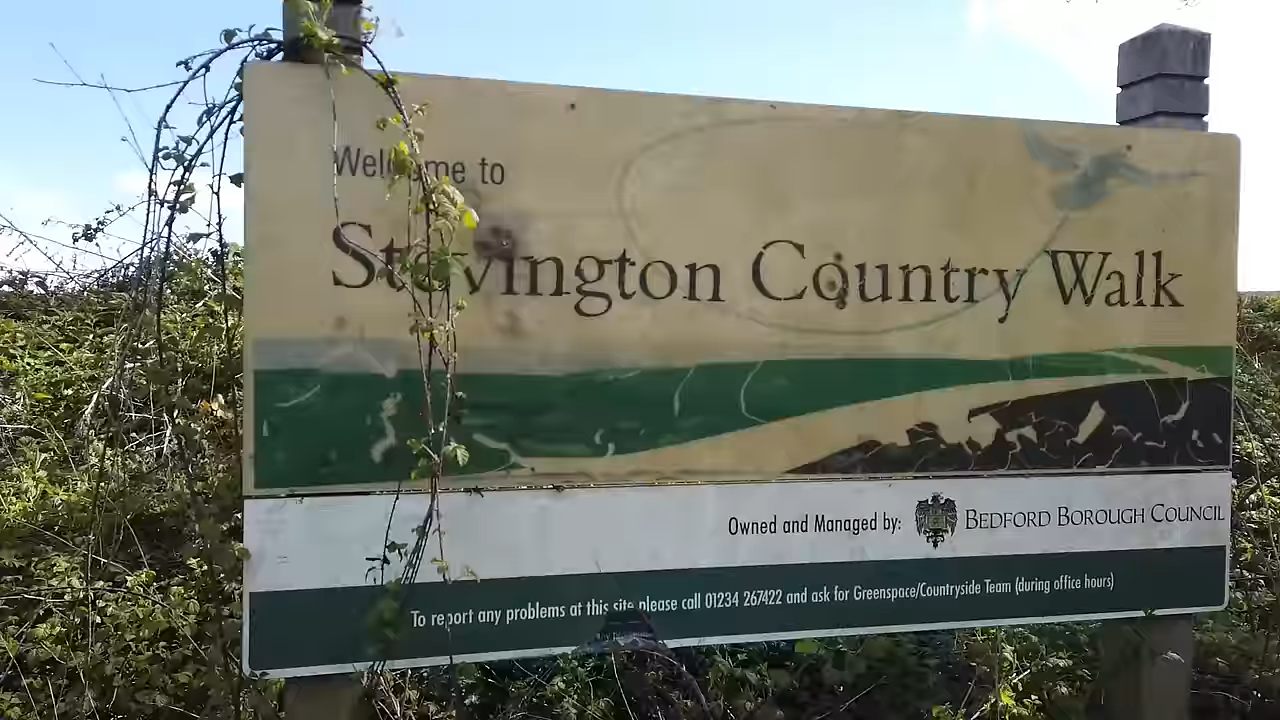 Welcome to
Stevington Country Walk
Owned and Managed by: BEDFORD BOROUGH COUNCIL
To report any problems at this site please call 01234 267422 and ask for Greenspace/Countryside Team (during office hours)